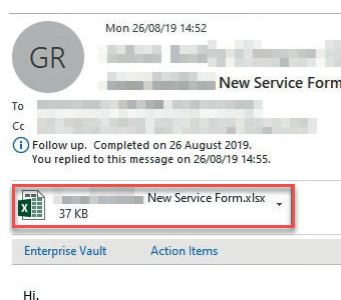 Mon 26/08/19 14:52
GR
New Service Form
To
Cc
Follow up. Completed on 26 August 2019.
You replied to this message on 26/08/19 14:55.
New Service Form.xlsx
37 KB
Enterprise Vault Action Items
Hi.